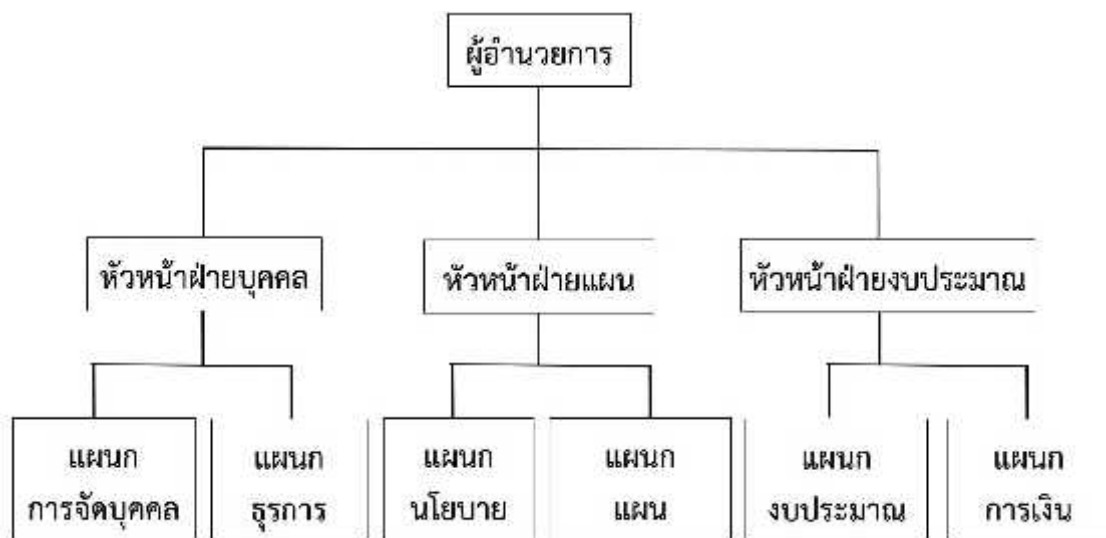 ผู้อำนวยการ
หัวหน้าฝ่ายบุคคล
หัวหน้าฝ่ายแผน
หัวหน้าฝ่ายงบประมาณ
แผนก
การจัดบุคคล
แผนก
ธุรการ
แผนก
นโยบาย
แผนก
แผน
แผนก
งบประมาณ
แผนก
การเงิน